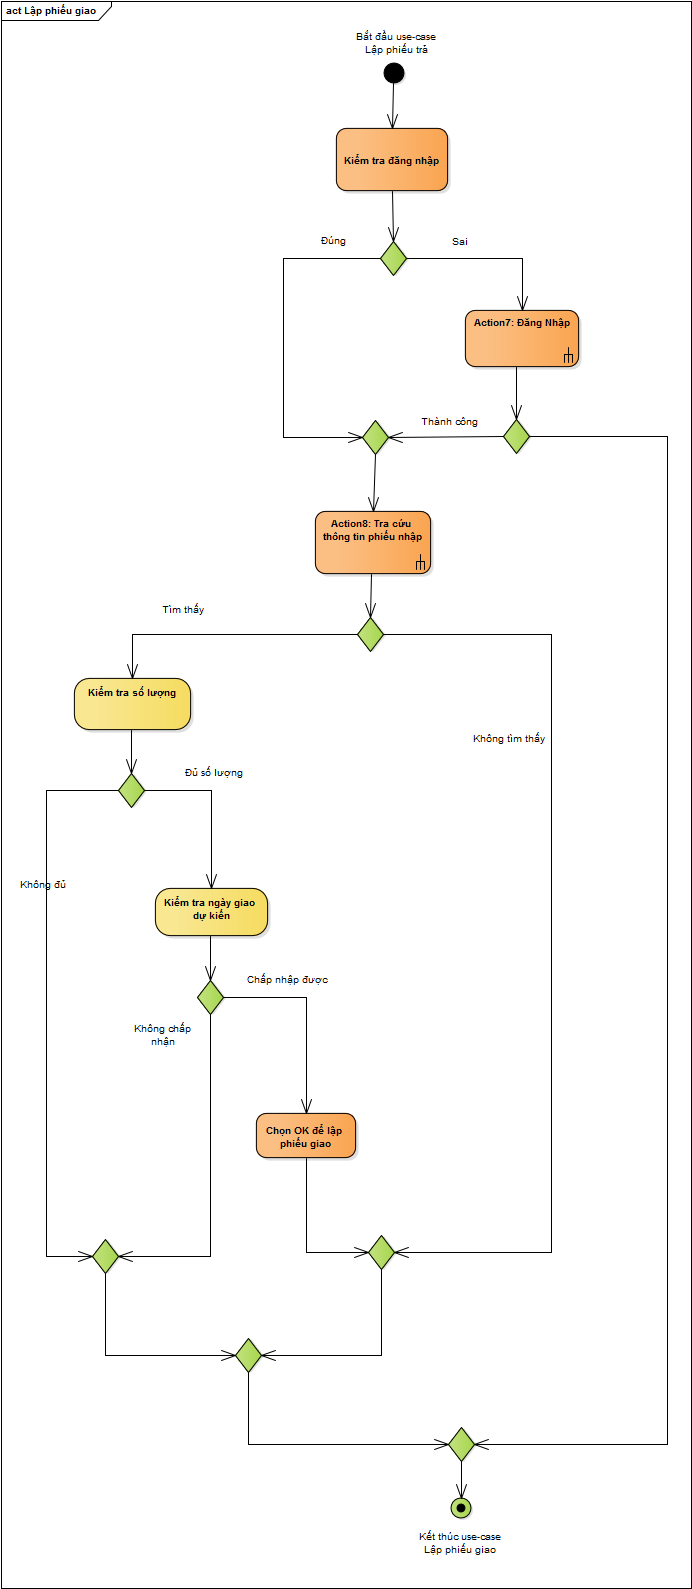 act Lập phiếu giao
Bắt đầu use-case
Lập phiếu trả
Kiểm tra đăng nhập
Đúng
Sai
Action7: Đăng Nhập
Thành công
Action8: Tra cứu
thông tin phiếu nhập
Tìm thấy
Kiểm tra số lượng
Không tìm thấy
Đủ số lượng
Không đủ
Kiểm tra ngày giao
dự kiến
Chấp nhập được
Không chấp
nhận
Chọn OK để lập
phiếu giao
Kết thúc use-case
Lập phiếu giao